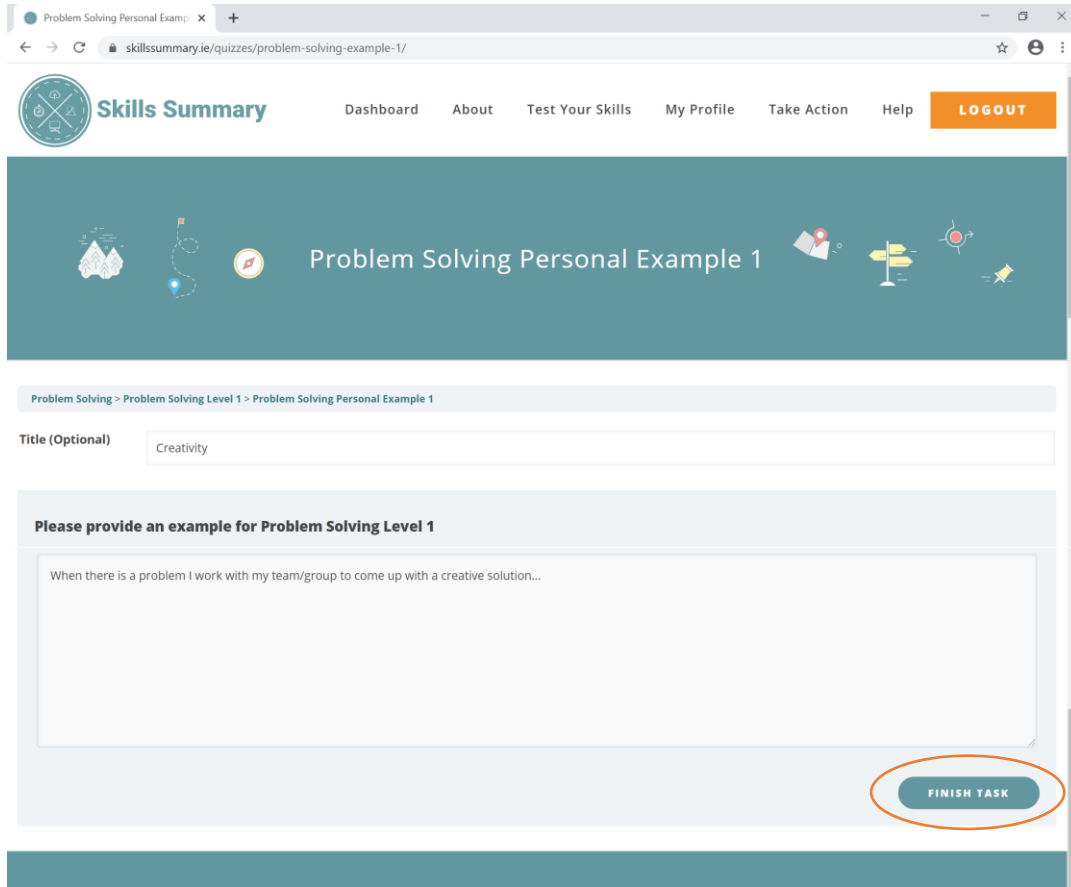 Problem Solving Personal Examp
skillssummary.ie/quizzes/problem-solving-example-1/
Skills Summary
Dashboard About Test Your Skills My Profile Take Action Help LOGOUT
Problem Solving Personal Example 1
Problem Solving > Problem Solving Level 1 > Problem Solving Personal Example 1
Title (Optional) Creativity
Please provide an example for Problem Solving Level 1
When there is a problem I work with my team/group to come up with a creative solution...
FINISH TASK